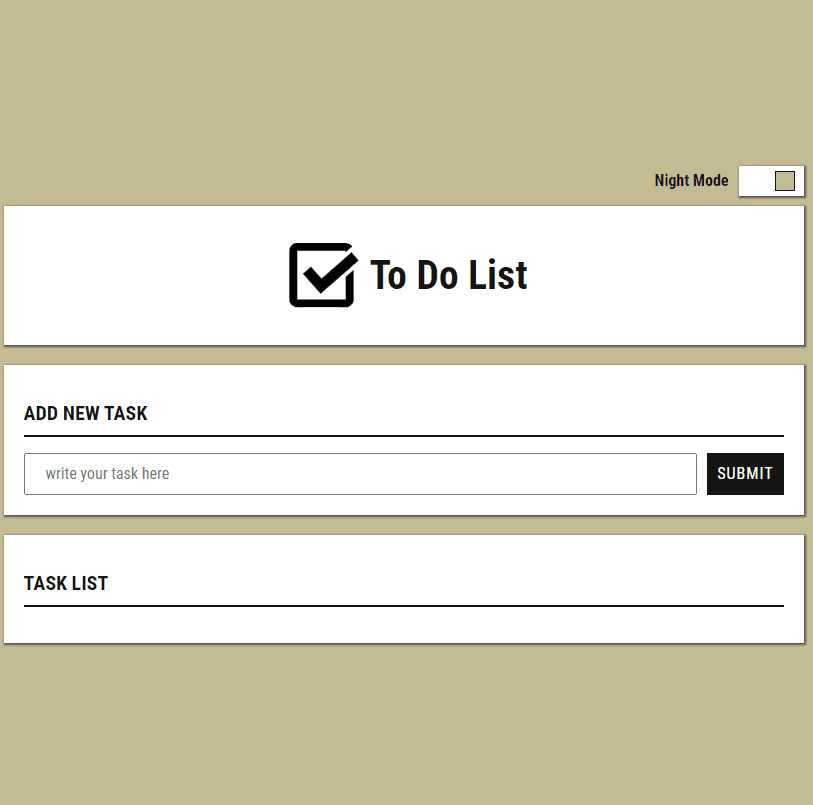 Night Mode
To Do List
ADD NEW TASK
write your task here
SUBMIT
TASK LIST